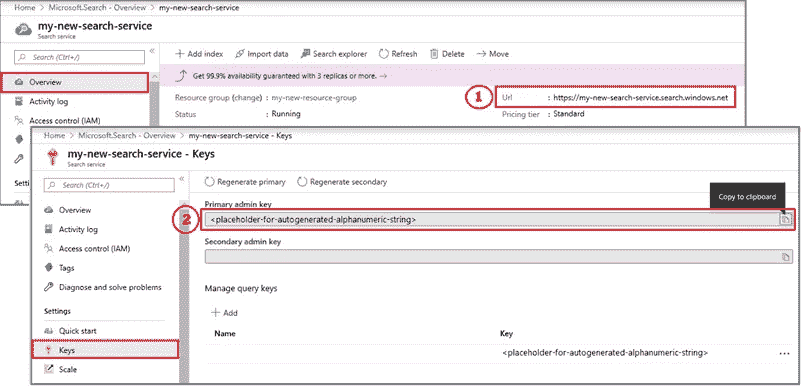 Home > Microsoft.Search - Overview > my-new-search-service
my-new-search-service
Search service
Search (Ctrl+/)
«
Overview
Activity log
Access control (IAM)
Add index Import data Search explorer Refresh Delete Move
Get 99.9% availability guaranteed with 3 replicas or more. →
Resource group (change) : my-new-resource-group
Status : Running
1
Url : https://my-new-search-service.search.windows.net
Pricing tier : Standard
Home > Microsoft.Search - Overview > my-new-search-service - Keys
my-new-search-service - Keys
Search service
Search (Ctrl+/)
«
Overview
Activity log
Access control (IAM)
Tags
Diagnose and solve problems
Settings
Quick start
Keys
Scale
Regenerate primary Regenerate secondary
Primary admin key
Copy to clipboard
2
<placeholder-for-autogenerated-alphanumeric-string>
Secondary admin key
Manage query keys
+ Add
Name Key
<placeholder-for-autogenerated-alphanumeric-string> ...